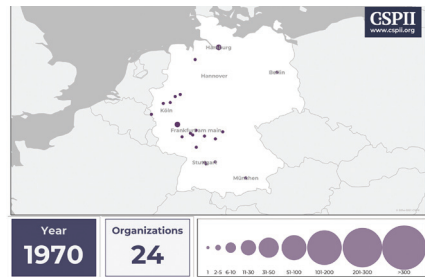 CSPII
www.cspii.org
Hamburg
Berlin
Hannover
Köln
Frankfurt am main
Stuttgart
München
Year
1970
Organizations
24
1 2-5 6-10 11-30 31-50 51-100 101-200 201-300 >300